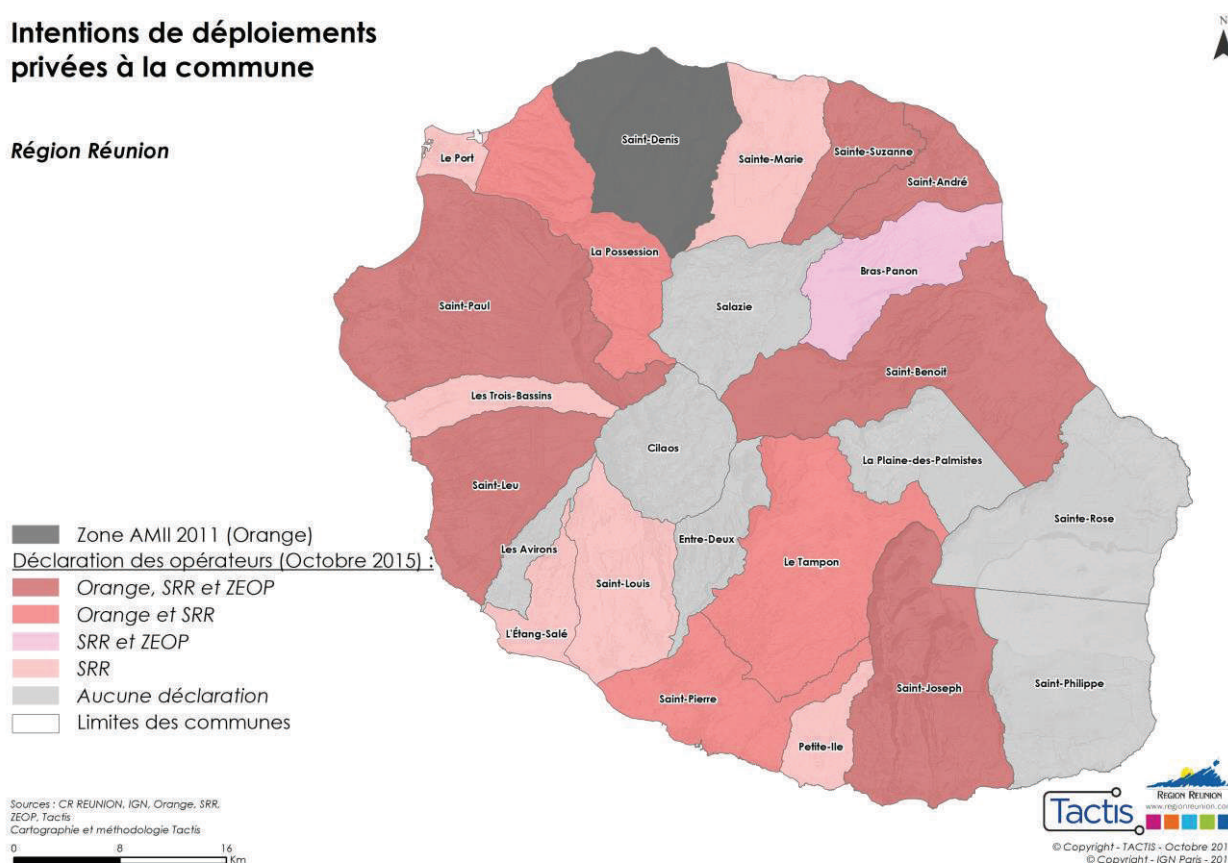 Intentions de déploiements
privées à la commune
N
Région Réunion
Saint-Denis
Le Port
Sainte-Marie
Sainte-Suzanne
Saint-André
La Possession
Bras-Panon
Saint-Paul
Salazie
Saint-Benoit
Les Trois-Bassins
Cilaos
La Plaine-des-Palmistes
Saint-Leu
Sainte-Rose
Entre-Deux
Les Avirons
Le Tampon
Saint-Louis
L'Étang-Salé
Saint-Philippe
Saint-Joseph
Saint-Pierre
Petite-Ile
Zone AMII 2011 (Orange)
Déclaration des opérateurs (Octobre 2015) :
Orange, SRR et ZEOP
Orange et SRR
SRR et ZEOP
SRR
Aucune déclaration
Limites des communes
Sources : CR REUNION, IGN, Orange, SRR,
ZEOP, Tactis
Cartographie et méthodologie Tactis
0 8 16
Km
Tactis
REGION REUNION
www.regionreunion.com
© Copyright - TACTIS - Octobre 201
© Copyright - IGN Paris - 201